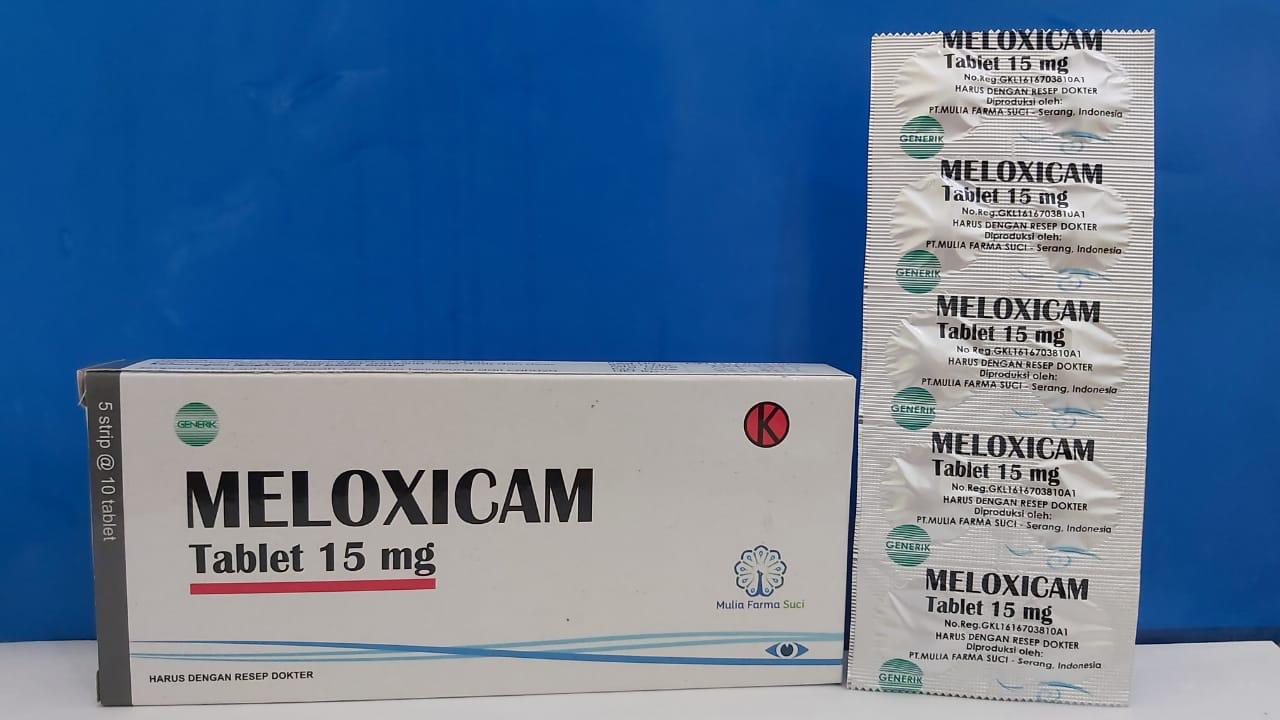 5 strip @ 10 tablet
GENERIK
K
MELOXICAM
Tablet 15 mg
Mulia Farma Suci
HARUS DENGAN RESEP DOKTER
MELOXICAM
Tablet 15 mg
No.Reg.GKL1616703810A1
HARUS DENGAN RESEP DOKTER
Diproduksi oleh:
PT.MULIA FARMA SUCI - Serang, Indonesia
GENERIK
MELOXICAM
Tablet 15 mg
No.Reg.GKL1616703810A1
HARUS DENGAN RESEP DOKTER
Diproduksi oleh:
PT.MULIA FARMA SUCI - Serang, Indonesia
GENERIK
MELOXICAM
Tablet 15 mg
No.Reg.GKL1616703810A1
HARUS DENGAN RESEP DOKTER
Diproduksi oleh:
PT.MULIA FARMA SUCI - Serang, Indonesia
GENERIK
MELOXICAM
Tablet 15 mg
No.Reg.GKL1616703810A1
HARUS DENGAN RESEP DOKTER
Diproduksi oleh:
PT.MULIA FARMA SUCI - Serang, Indonesia
GENERIK
MELOXICAM
Tablet 15 mg
No.Reg.GKL1616703810A1
HARUS DENGAN RESEP DOKTER
Diproduksi oleh:
PT.MULIA FARMA SUCI - Serang, Indonesia
GENERIK